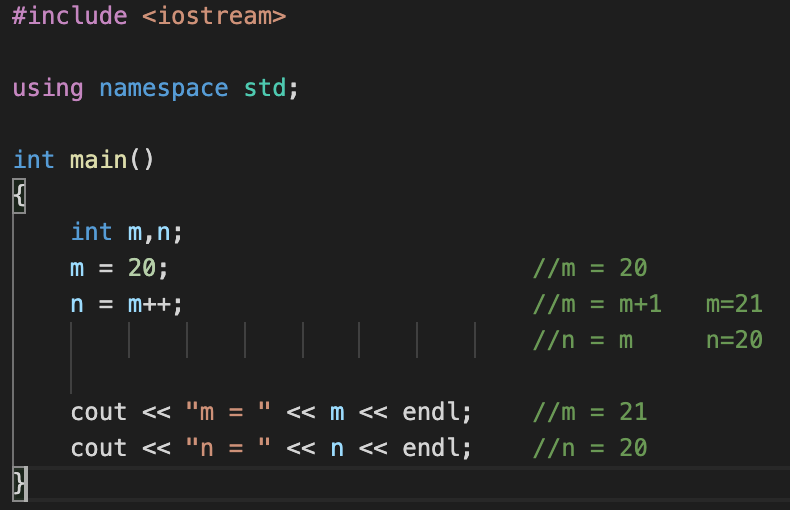 #include <iostream>
using namespace std;
int main()
{
int m,n;
m = 20; //m = 20
n = m++; //m = m+1 m=21
//n = m n=20
cout << "m = " << m << endl; //m = 21
cout << "n = " << n << endl; //n = 20
}